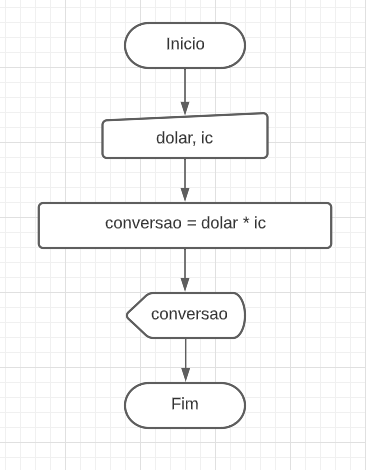 Inicio
dolar, ic
conversao = dolar * ic
conversao
Fim